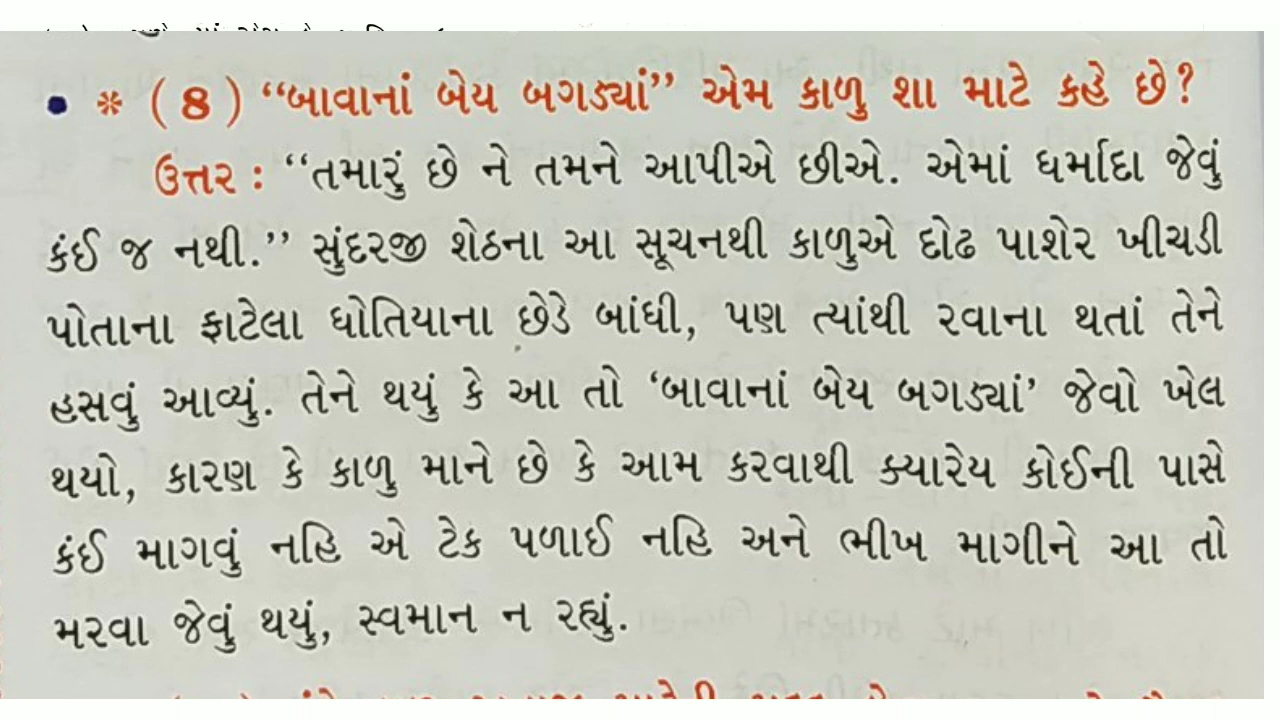 • * (8) “બાવાનાં બેય બગડ્યાં” એમ કાળુ શા માટે કહે છે?
ઉત્તર : “તમારું છે ને તમને આપીએ છીએ. એમાં ધર્માદા જેવું
કંઈ જ નથી.” સુંદરજી શેઠના આ સૂચનથી કાળુએ દોઢ પાશેર ખીચડી
પોતાના ફાટેલા ધોતિયાના છેડે બાંધી, પણ ત્યાંથી રવાના થતાં તેને
હસવું આવ્યું. તેને થયું કે આ તો ‘બાવાનાં બેય બગડ્યાં’ જેવો ખેલ
થયો, કારણ કે કાળુ માને છે કે આમ કરવાથી ક્યારેય કોઈની પાસે
કંઈ માગવું નહિ એ ટેક પળાઈ નહિ અને ભીખ માગીને આ તો
મરવા જેવું થયું, સ્વમાન ન રહ્યું.